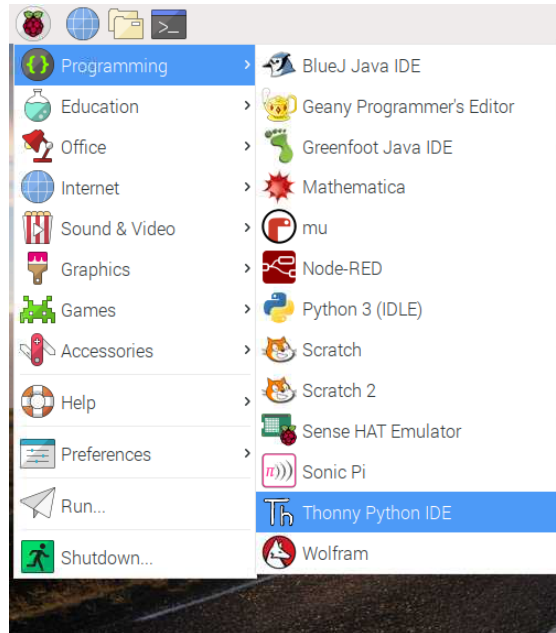 Programming
Education
Office
Internet
Sound & Video
Graphics
Games
Accessories
Help
Preferences
Run...
Shutdown...
BlueJ Java IDE
Geany Programmer's Editor
Greenfoot Java IDE
Mathematica
mu
Node-RED
Python 3 (IDLE)
Scratch
Scratch 2
Sense HAT Emulator
π)))
Sonic Pi
Th
Thonny Python IDE
Wolfram